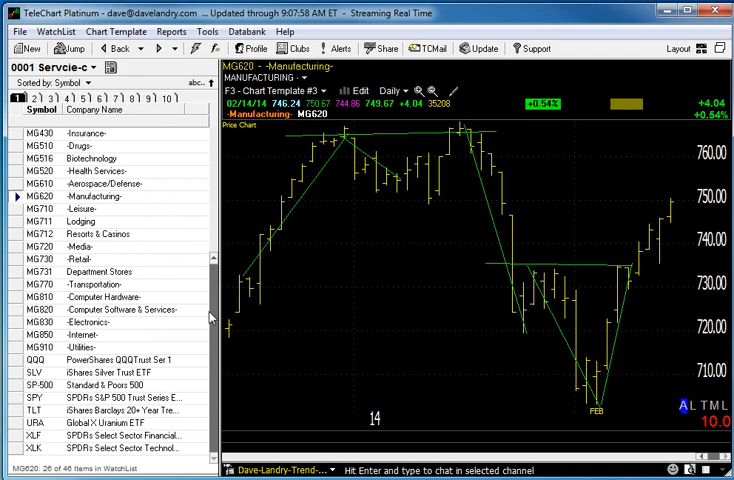 TeleChart Platinum - dave@davelandry.com ... Updated through 9:07:58 AM ET - Streaming Real Time
File WatchList Chart Template Reports Tools Databank Help
New Jump Back Profile Clubs Alerts Share TCMail Update Support Layout
0001 Servcie-c
Sorted by: Symbol abc..
1 2 3 4 5 6 7 8 9 10
Symbol Company Name
MG430 -Insurance-
MG510 -Drugs-
MG516 Biotechnology
MG520 -Health Services-
MG610 -Aerospace/Defense-
MG620 -Manufacturing-
MG710 -Leisure-
MG711 Lodging
MG712 Resorts & Casinos
MG720 -Media-
MG730 -Retail-
MG731 Department Stores
MG770 -Transportation-
MG810 -Computer Hardware-
MG820 -Computer Software & Services-
MG830 -Electronics-
MG850 -Internet-
MG910 -Utilities-
QQQ PowerShares QQQTrust Ser 1
SLV iShares Silver Trust ETF
SP-500 Standard & Poors 500
SPY SPDRs S&P 500 Trust Series E...
TLT iShares Barclays 20+ Year Tre...
URA Global X Uranium ETF
XLF SPDRs Select Sector Financial...
XLK SPDRs Select Sector Technol...
MG620: 26 of 46 Items in WatchList
MG620 -Manufacturing-
MANUFACTURING
F3 - Chart Template #3 Edit Daily
02/14/14 746.24 750.67 744.86 749.67 +4.04 35208 +0.54% +4.04
-Manufacturing- MG620 +0.54%
Price Chart
760.00
750.00
740.00
730.00
720.00
710.00
A L T M L
10.0
14
FEB
Dave-Landry-Trend-... Hit Enter and type to chat in selected channel